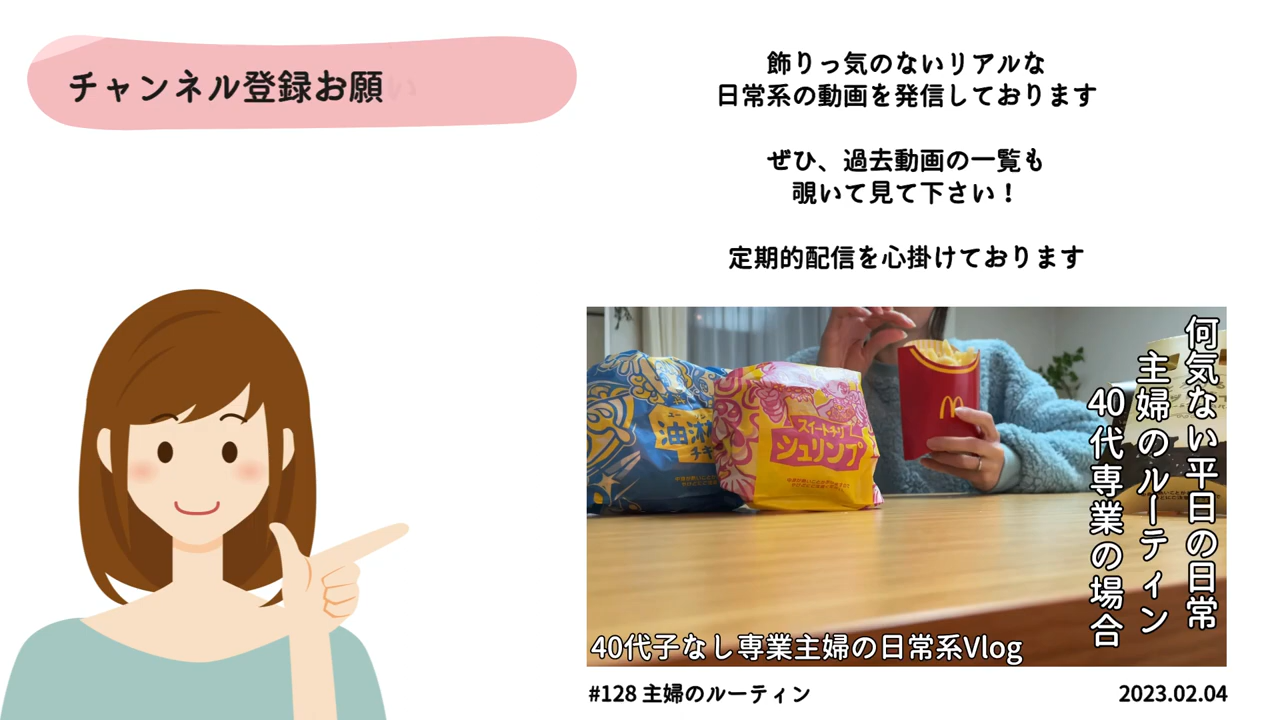 チャンネル登録お願い
飾りっ気のないリアルな
日常系の動画を発信しております
ぜひ、過去動画の一覧も
覗いて見て下さい！
定期的配信を心掛けております
何気ない平日の日常
主婦のルーティン
40代専業の場合
油淋
チキ
スイートチリ
シュリンプ
40代子なし専業主婦の日常系Vlog
#128 主婦のルーティン
2023.02.04